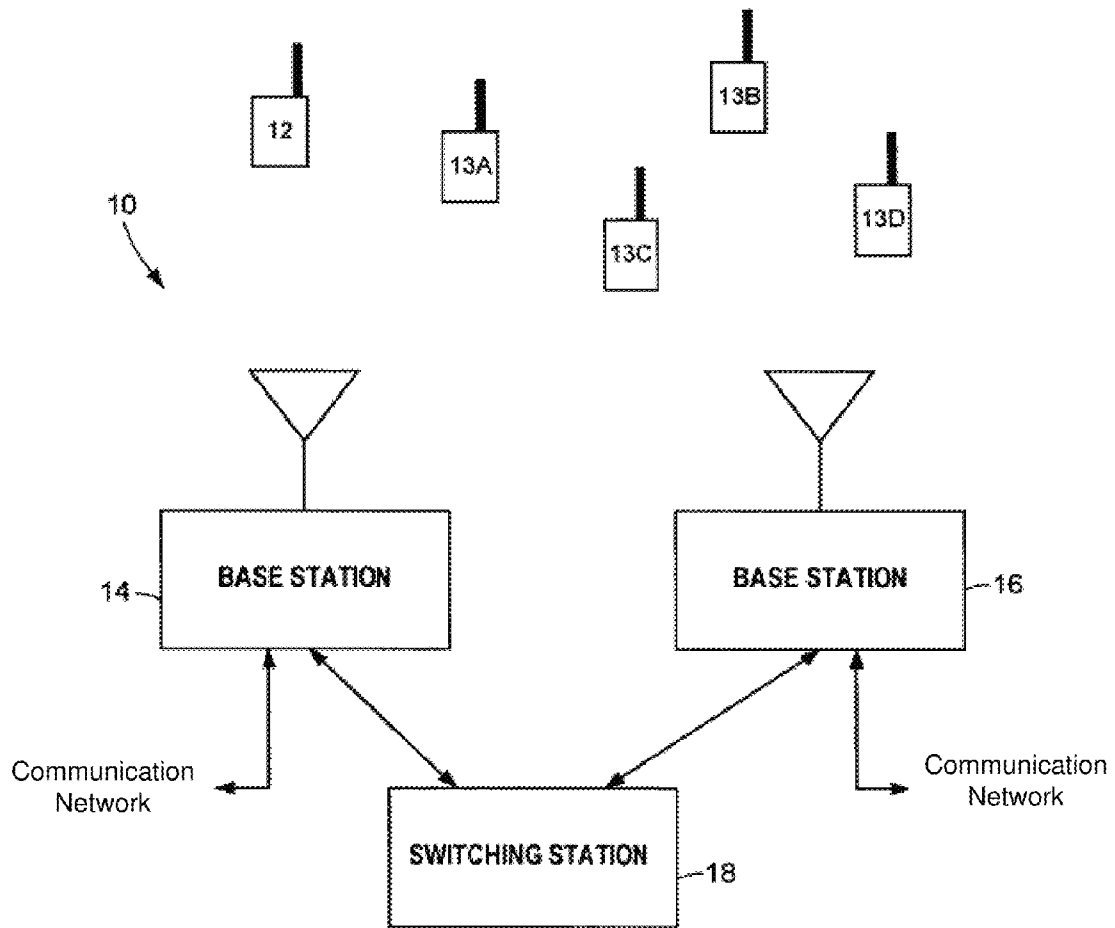 12
13A
13B
13C
13D
10
BASE STATION
14
BASE STATION
16
Communication
Network
Communication
Network
SWITCHING STATION
18